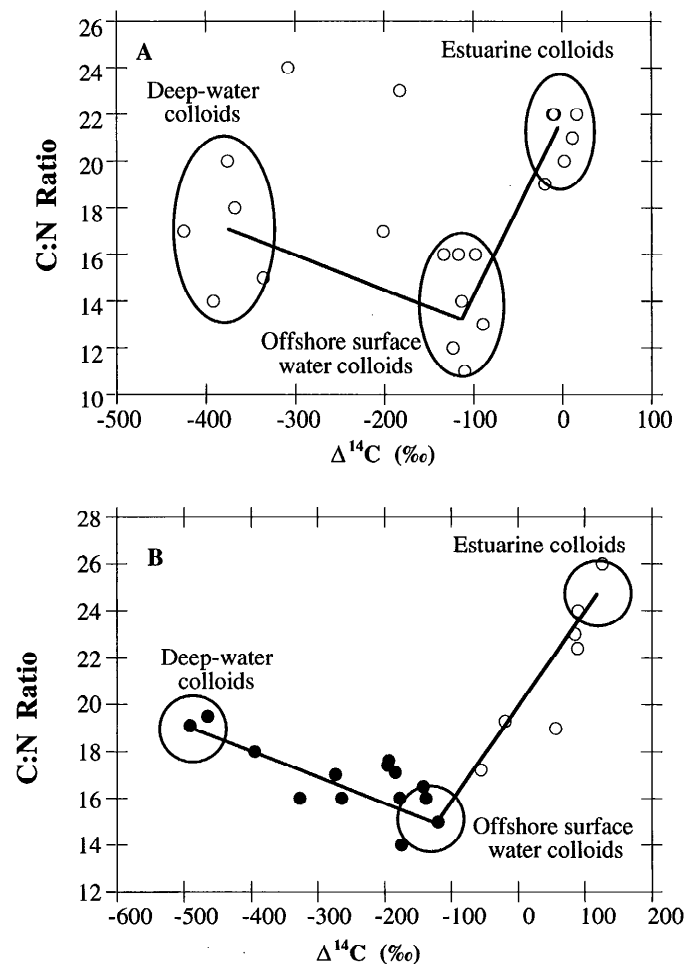 26
A
Estuarine colloids
24
Deep-water
colloids
22
20
18
16
14
Offshore surface
water colloids
12
10
C:N Ratio
-500 -400 -300 -200 -100 0 100
Δ¹⁴C (‰)
28
B
Estuarine colloids
26
24
22
Deep-water
colloids
20
18
16
14
Offshore surface
water colloids
12
C:N Ratio
-600 -500 -400 -300 -200 -100 0 100 200
Δ¹⁴C (‰)